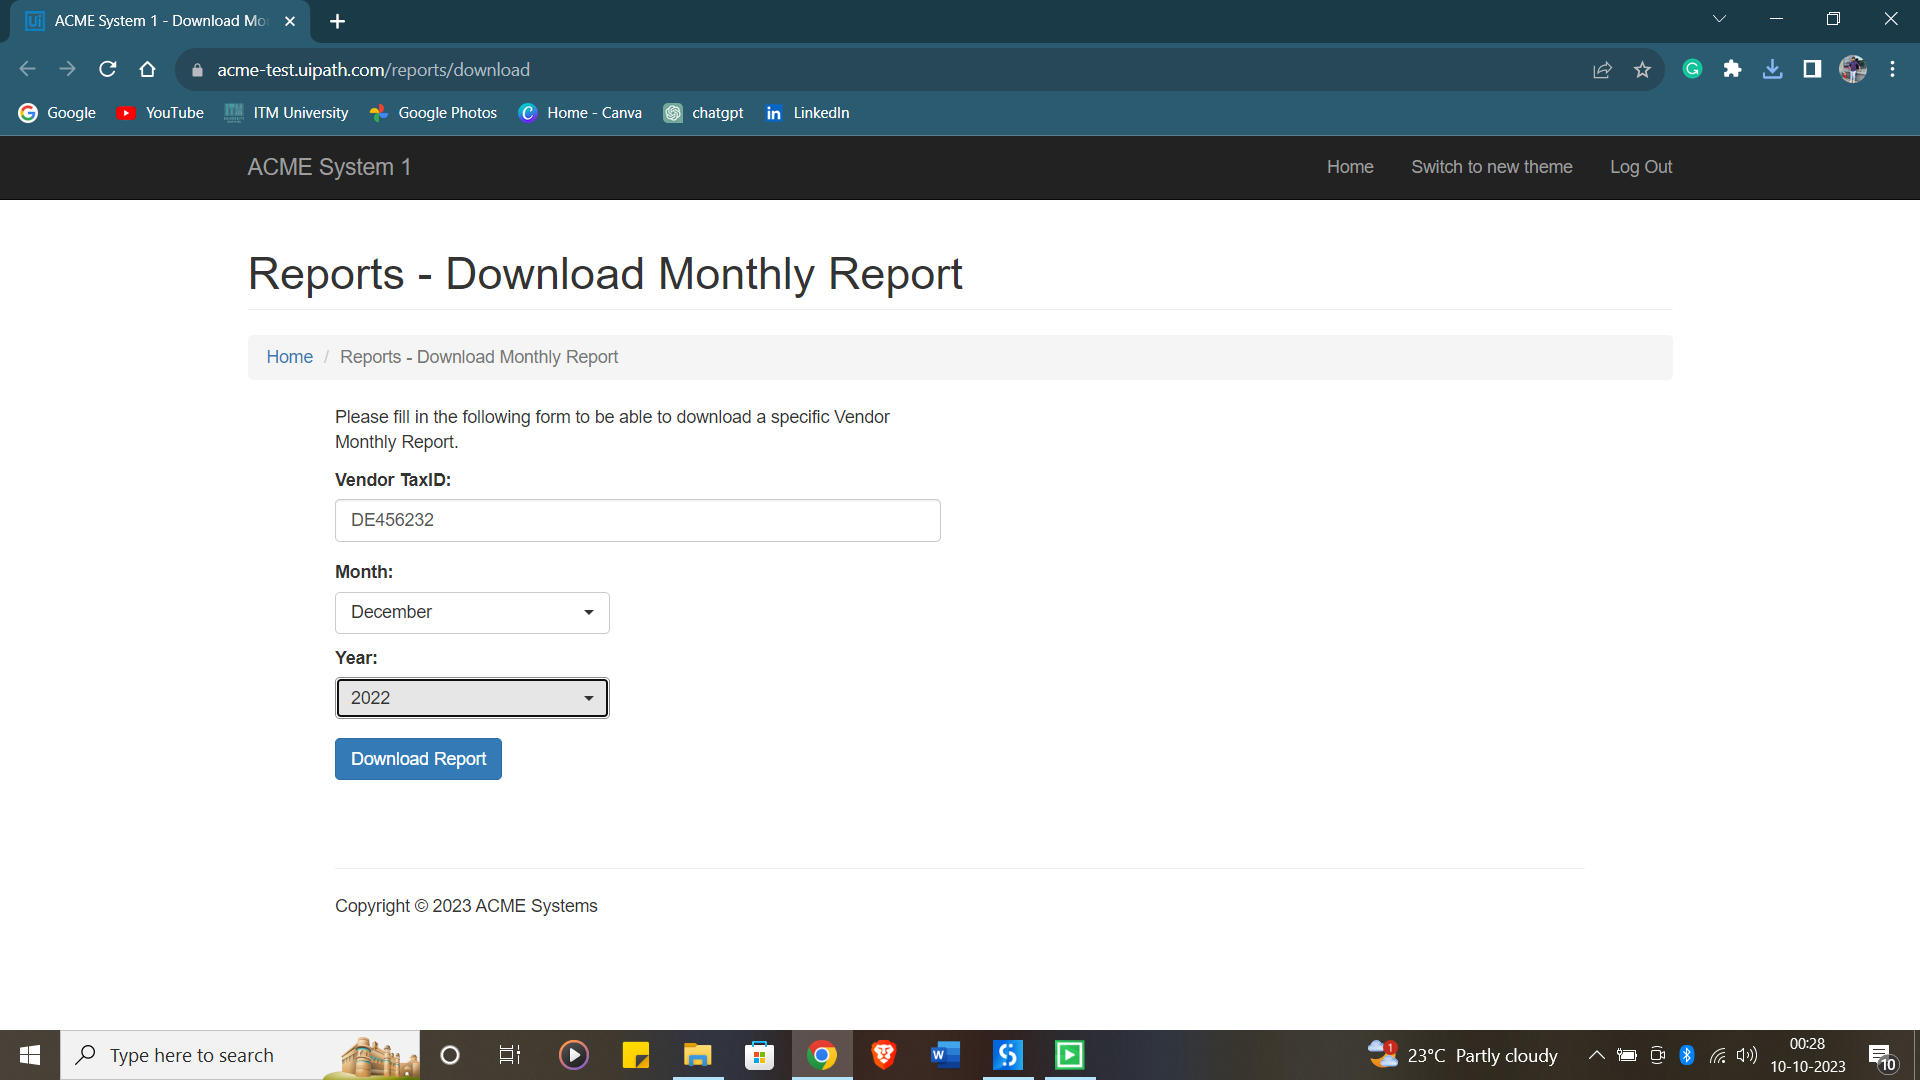 ACME System 1 - Download Mo
acme-test.uipath.com/reports/download
Google YouTube ITM University Google Photos Home - Canva chatgpt LinkedIn
ACME System 1 Home Switch to new theme Log Out
Reports - Download Monthly Report
Home / Reports - Download Monthly Report
Please fill in the following form to be able to download a specific Vendor
Monthly Report.
Vendor TaxID:
DE456232
Month:
December
Year:
2022
Download Report
Copyright © 2023 ACME Systems
Type here to search
1 23°C Partly cloudy
00:28
10-10-2023
10